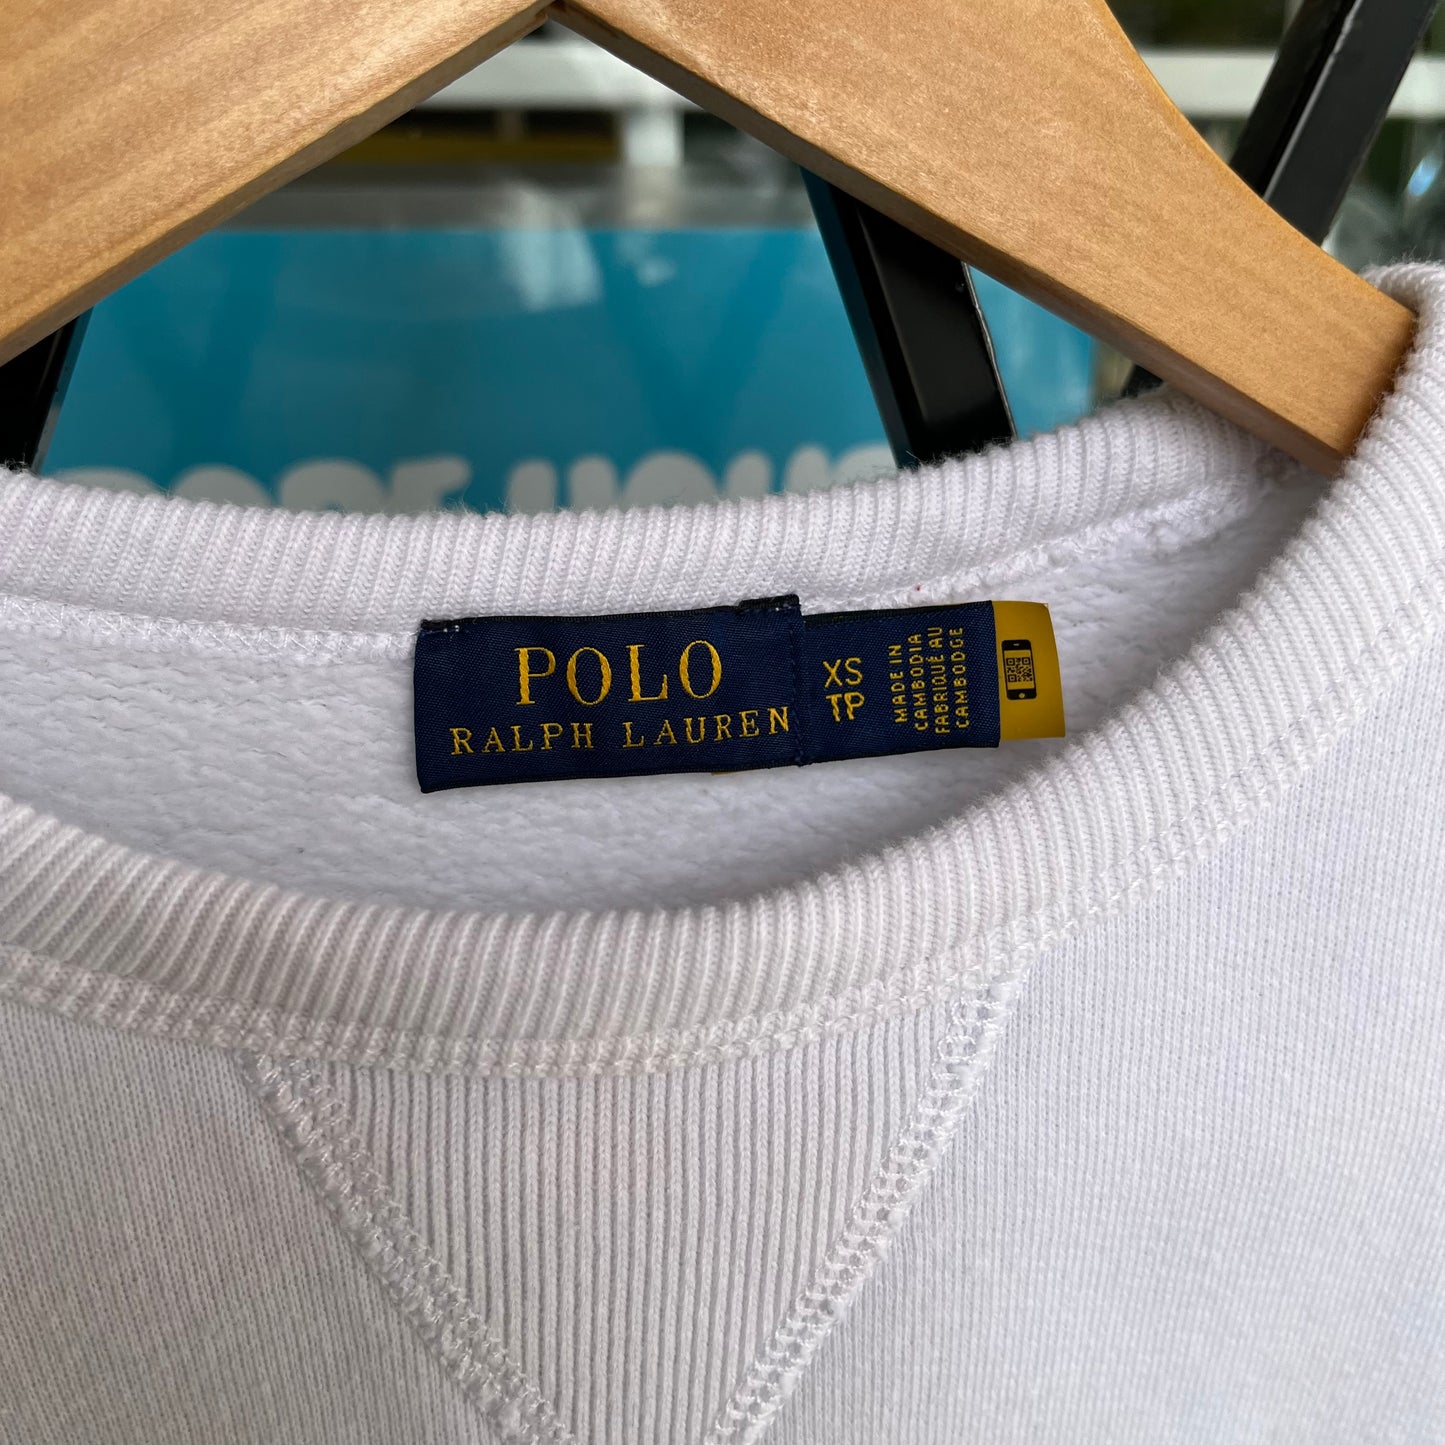 POLO
RALPH LAUREN
XS
TP
MADE IN
CAMBODIA
FABRIQUÉ AU
CAMBODGE